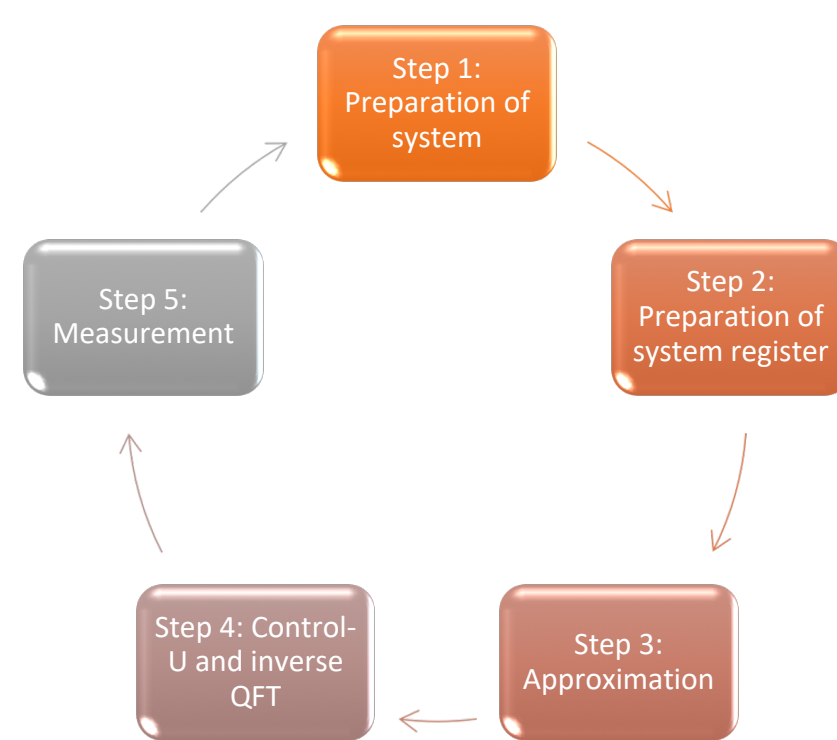 Step 1:
Preparation of
system
Step 2:
Preparation of
system register
Step 3:
Approximation
Step 4: Control-
U and inverse
QFT
Step 5:
Measurement